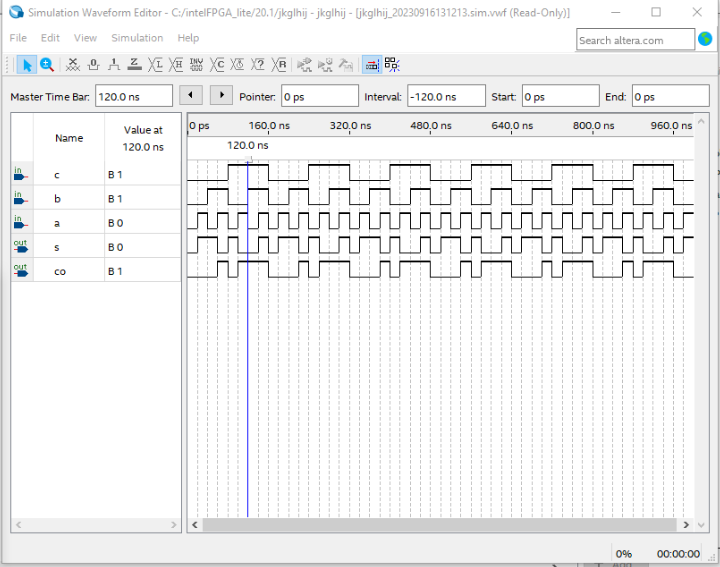 Simulation Waveform Editor - C:/intelFPGA_lite/20.1/jkglhij - jkglhij - [jkglhij_20230916131213.sim.vwf (Read-Only)]
File Edit View Simulation Help
Search altera.com
Master Time Bar: 120.0 ns Pointer: 0 ps Interval: -120.0 ns Start: 0 ps End: 0 ps
Name Value at 120.0 ns
0 ps 160.0 ns 320.0 ns 480.0 ns 640.0 ns 800.0 ns 960.0 ns
120.0 ns
in c B 1
in b B 1
in a B 0
out s B 0
out co B 1
0% 00:00:00